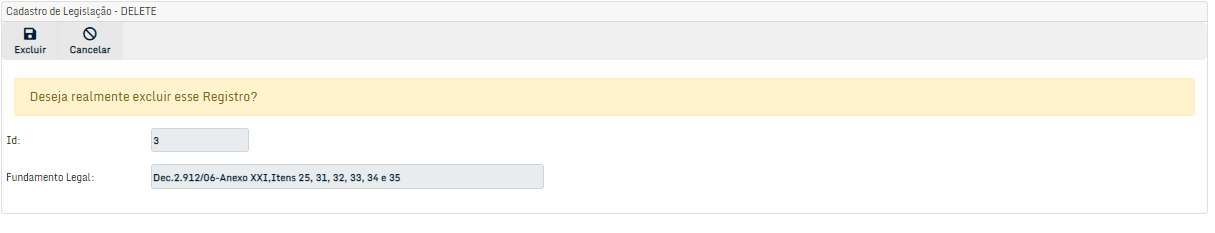 Cadastro de Legislação - DELETE
Excluir Cancelar
Deseja realmente excluir esse Registro?
Id: 3
Fundamento Legal: Dec.2.912/06-Anexo XXI,Itens 25, 31, 32, 33, 34 e 35